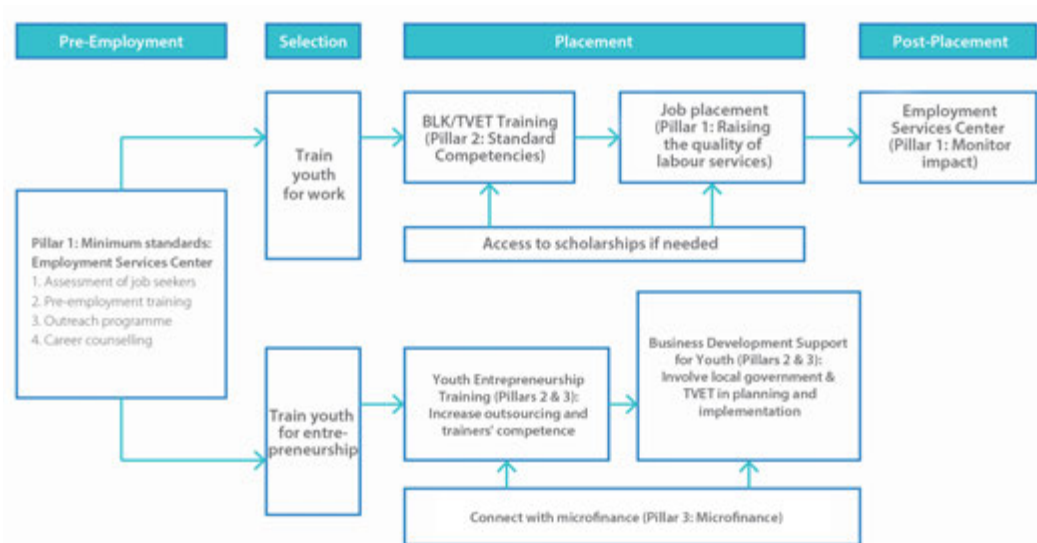 Pre-Employment
Selection
Placement
Post-Placement
Train
youth
for work
BLK/TVET Training
(Pillar 2: Standard
Competencies)
Job placement
(Pillar 1: Raising
the quality of
labour services)
Employment
Services Center
(Pillar 1: Monitor
impact)
Access to scholarships if needed
Pillar 1: Minimum standards:
Employment Services Center
1. Assessment of job seekers
2. Pre-employment training
3. Outreach programme
4. Career counselling
Train youth
for entre-
preneurship
Youth Entrepreneurship
Training (Pillars 2 & 3):
Increase outsourcing and
trainers' competence
Business Development Support
for Youth (Pillars 2 & 3):
Involve local government &
TVET in planning and
implementation
Connect with microfinance (Pillar 3: Microfinance)